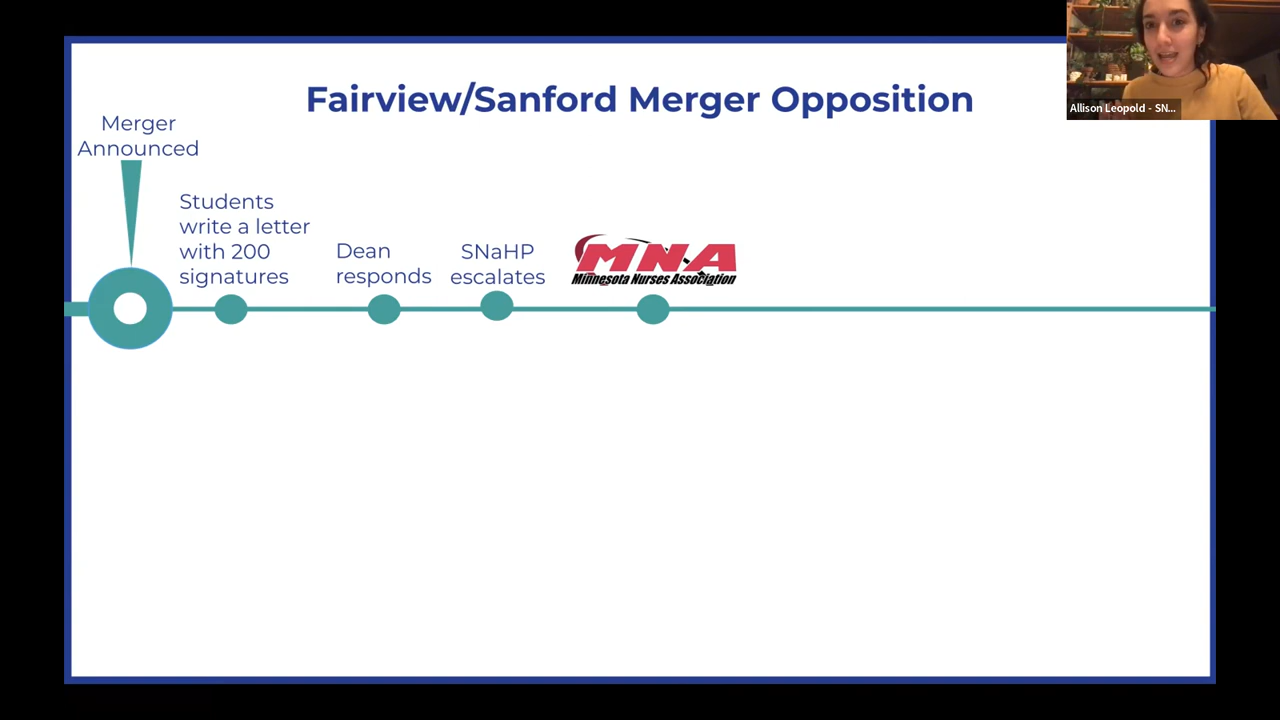 Fairview/Sanford Merger Opposition
Allison Leopold - SN...
Merger
Announced
Students
write a letter
with 200
signatures
Dean
responds
SNaHP
escalates
MNA
Minnesota Nurses Association